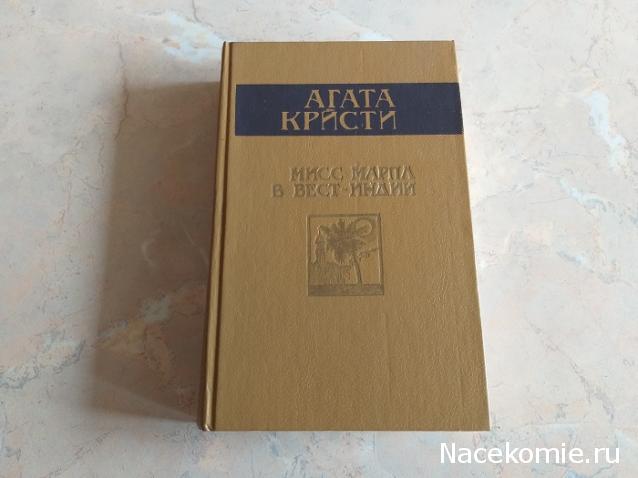 АГАТА
КРИСТИ
МИСС МАРПЛ
В ВЕСТ-ИНДИИ
Nacekomie.ru